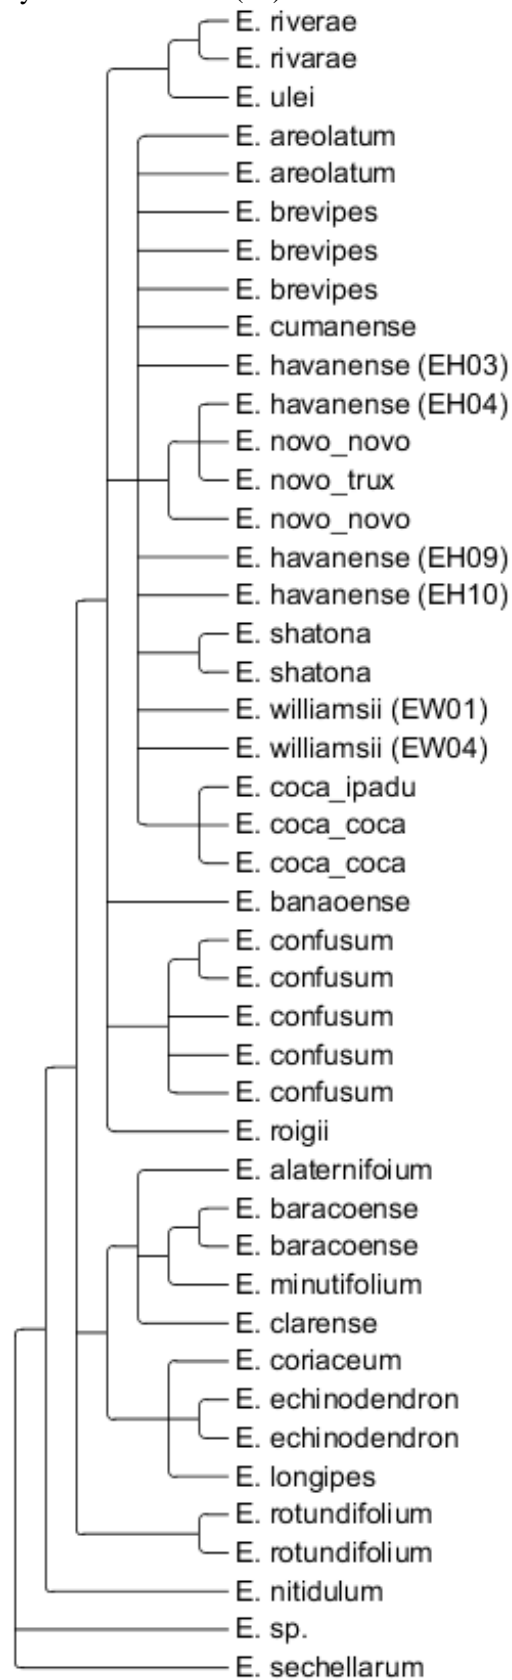 E. riverae
E. rivarae
E. ulei
E. areolatum
E. areolatum
E. brevipes
E. brevipes
E. brevipes
E. cumanense
E. havanense (EH03)
E. havanense (EH04)
E. novo_novo
E. novo_trux
E. novo_novo
E. havanense (EH09)
E. havanense (EH10)
E. shatona
E. shatona
E. williamsii (EW01)
E. williamsii (EW04)
E. coca_ipadu
E. coca_coca
E. coca_coca
E. banaoense
E. confusum
E. confusum
E. confusum
E. confusum
E. confusum
E. roigii
E. alaternifoium
E. baracoense
E. baracoense
E. minutifolium
E. clarense
E. coriaceum
E. echinodendron
E. echinodendron
E. longipes
E. rotundifolium
E. rotundifolium
E. nitidulum
E. sp.
E. sechellarum